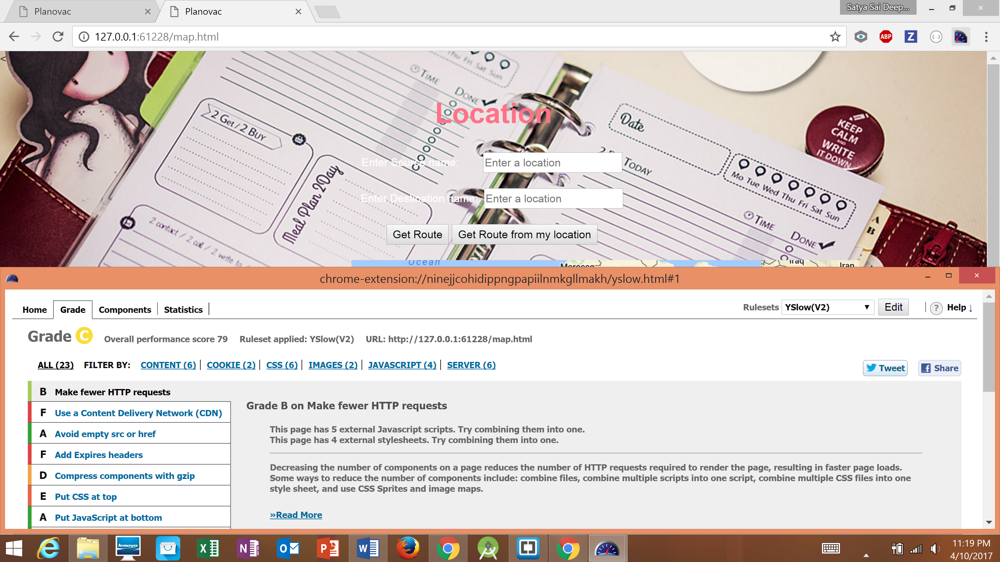 Planovac
Planovac
Satya Sai Deep...
127.0.0.1:61228/map.html
ABP
Z
{...}
<
Thu Fri Sat Sun
TIME
DONE
2 Get / 2 BUY
Location
Date
KEEP
CALM
AND
WRITE
IT DOWN
Enter Source name:
Enter a location
TODAY
Mo Tue Wed Thu Fri Sat Sun
Meal Plan 2Day
Enter Destination name:
Enter a location
2 contact / 2 call / 2 write to /
TIME
DONE
A
B
Get Route
Get Route from my location
Ocean
Morocco
Iraq
Iran
chrome-extension://ninejjcohidippngpapiilnmkgllmakh/yslow.html#1
Home
Grade
Components
Statistics
Rulesets
YSlow(V2)
Edit
?
Help ↓
Grade C
Overall performance score 79
Ruleset applied: YSlow(V2)
URL: http://127.0.0.1:61228/map.html
ALL (23)
FILTER BY:
CONTENT (6)
COOKIE (2)
CSS (6)
IMAGES (2)
JAVASCRIPT (4)
SERVER (6)
Tweet
Share
B Make fewer HTTP requests
F Use a Content Delivery Network (CDN)
A Avoid empty src or href
F Add Expires headers
D Compress components with gzip
E Put CSS at top
A Put JavaScript at bottom
Grade B on Make fewer HTTP requests
This page has 5 external Javascript scripts. Try combining them into one.
This page has 4 external stylesheets. Try combining them into one.
Decreasing the number of components on a page reduces the number of HTTP requests required to render the page, resulting in faster page loads.
Some ways to reduce the number of components include: combine files, combine multiple scripts into one script, combine multiple CSS files into one
style sheet, and use CSS Sprites and image maps.
»Read More
lenovo
11:19 PM
4/10/2017